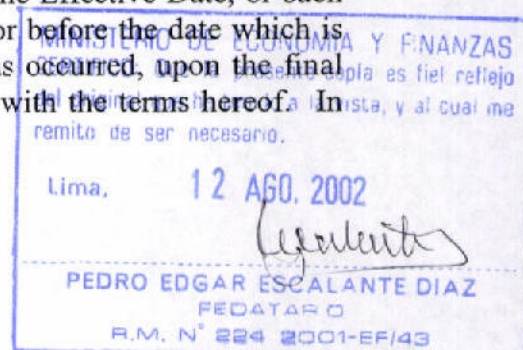 the Effective Date, or such
or before the date which is
MINISTERIO DE ECONOMIA Y FINANZAS
s occurred, upon the final
presente copia es fiel reflejo
with the terms hereof. In
la vista, y al cual me
remito de ser necesario.
Lima, 12 AGO. 2002
PEDRO EDGAR ESCALANTE DIAZ
FEDATARIO
R.M. N° 224 2001-EF/43